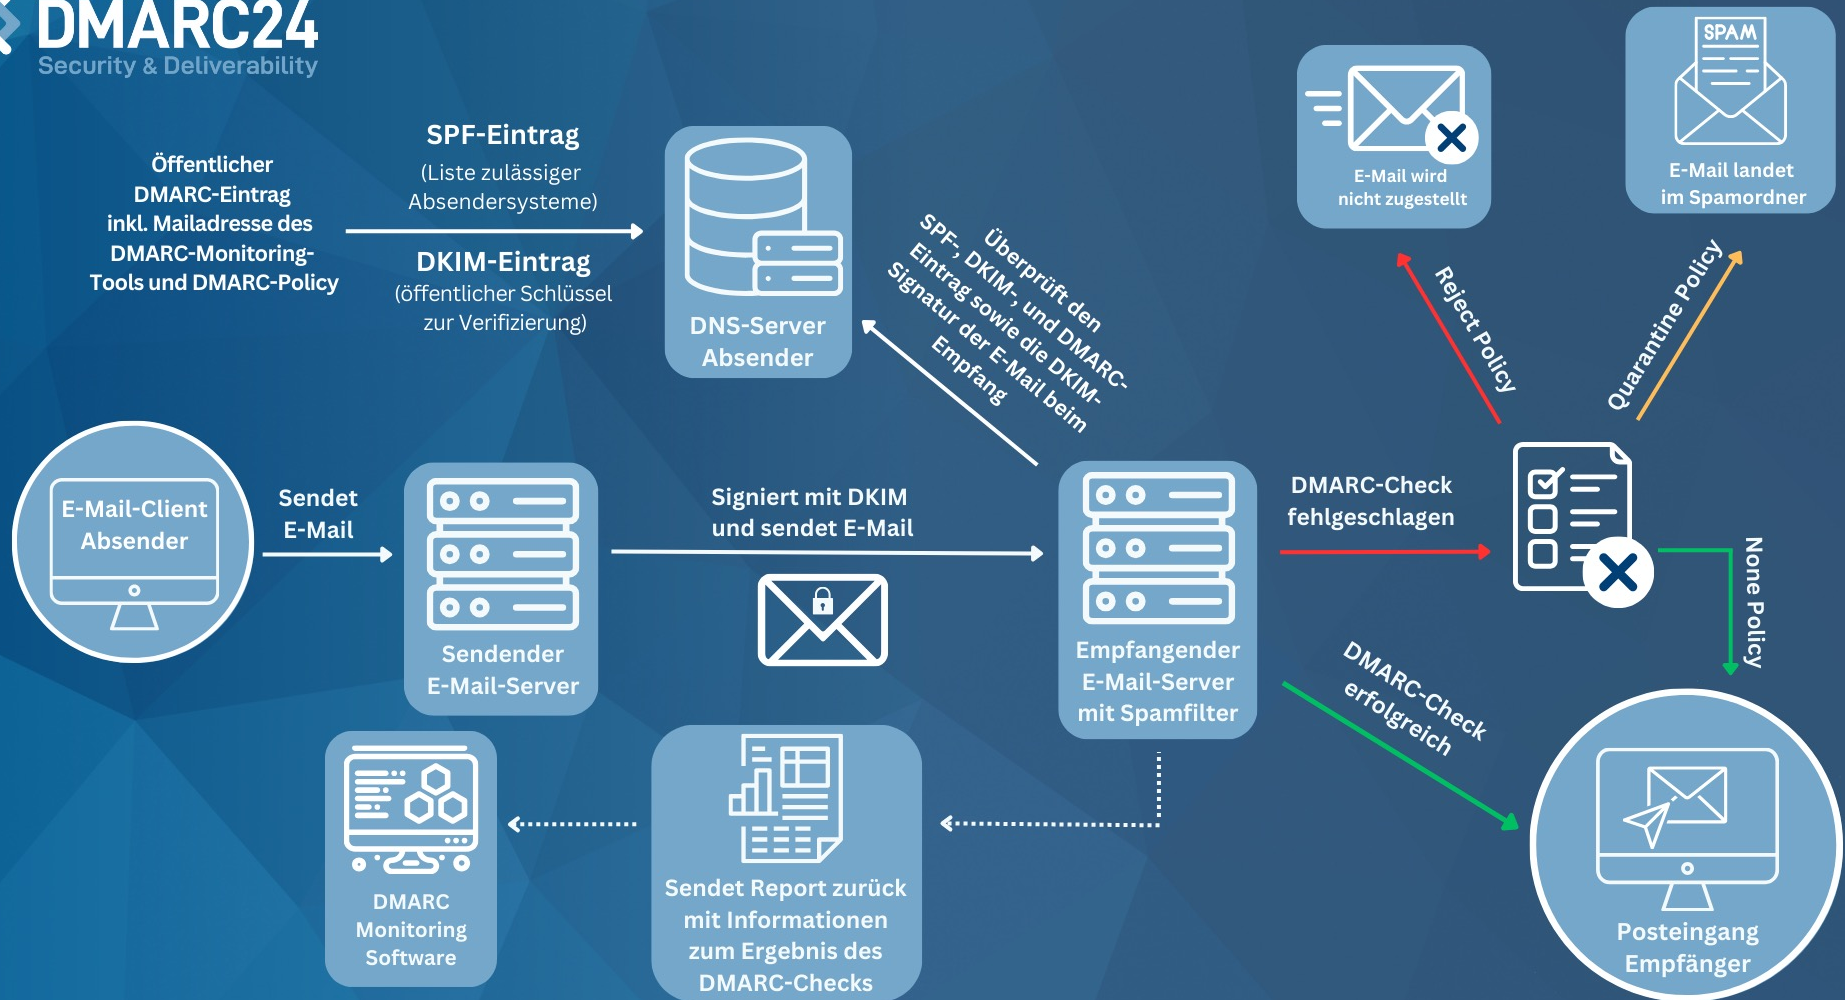 DMARC24
Security & Deliverability
Öffentlicher
DMARC-Eintrag
inkl. Mailadresse des
DMARC-Monitoring-
Tools und DMARC-Policy
SPF-Eintrag
(Liste zulässiger
Absendersysteme)
DKIM-Eintrag
(öffentlicher Schlüssel
zur Verifizierung)
DNS-Server
Absender
Überprüft den
SPF-, DKIM-, und DMARC-
Eintrag sowie die DKIM-
Signatur der E-Mail beim
Empfang
E-Mail wird
nicht zugestellt
SPAM
E-Mail landet
im Spamordner
Reject Policy
Quarantine Policy
E-Mail-Client
Absender
Sendet
E-Mail
Sendender
E-Mail-Server
Signiert mit DKIM
und sendet E-Mail
Empfangender
E-Mail-Server
mit Spamfilter
DMARC-Check
fehlgeschlagen
None Policy
DMARC-Check
erfolgreich
DMARC
Monitoring
Software
Sendet Report zurück
mit Informationen
zum Ergebnis des
DMARC-Checks
Posteingang
Empfänger